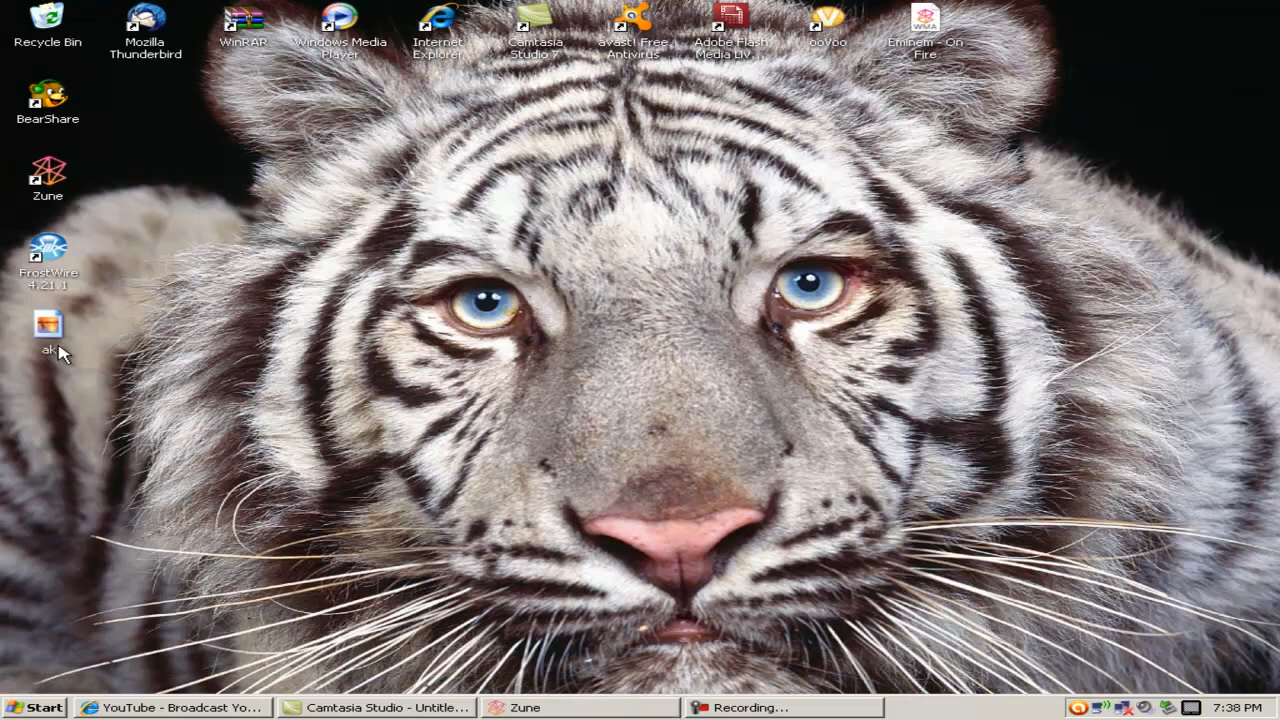 Recycle Bin
Mozilla
Thunderbird
WinRAR
Windows Media
Player
Internet
Explorer
Camtasia
Studio 7
avast! Free
Antivirus
Adobe Flash
Media Liv...
ooVoo
WMA
Eminem - On
Fire
BearShare
Zune
FrostWire
4.21.1
Start
YouTube - Broadcast Yo...
Camtasia Studio - Untitle...
Zune
Recording...
7:38 PM